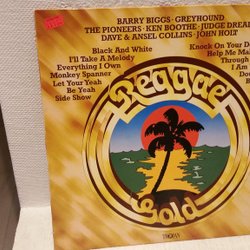 BARRY BIGGS · GREYHOUND
THE PIONEERS · KEN BOOTHE · JUDGE DREAD
DAVE & ANSEL COLLINS · JOHN HOLT
Black And White
I'll Take A Melody
Everything I Own
Monkey Spanner
Let Your Yeah
Be Yeah
Side Show
Knock On Your Do
Help Me Ma
Through
I Am
Do
B
Reggae
Gold
TROJAN